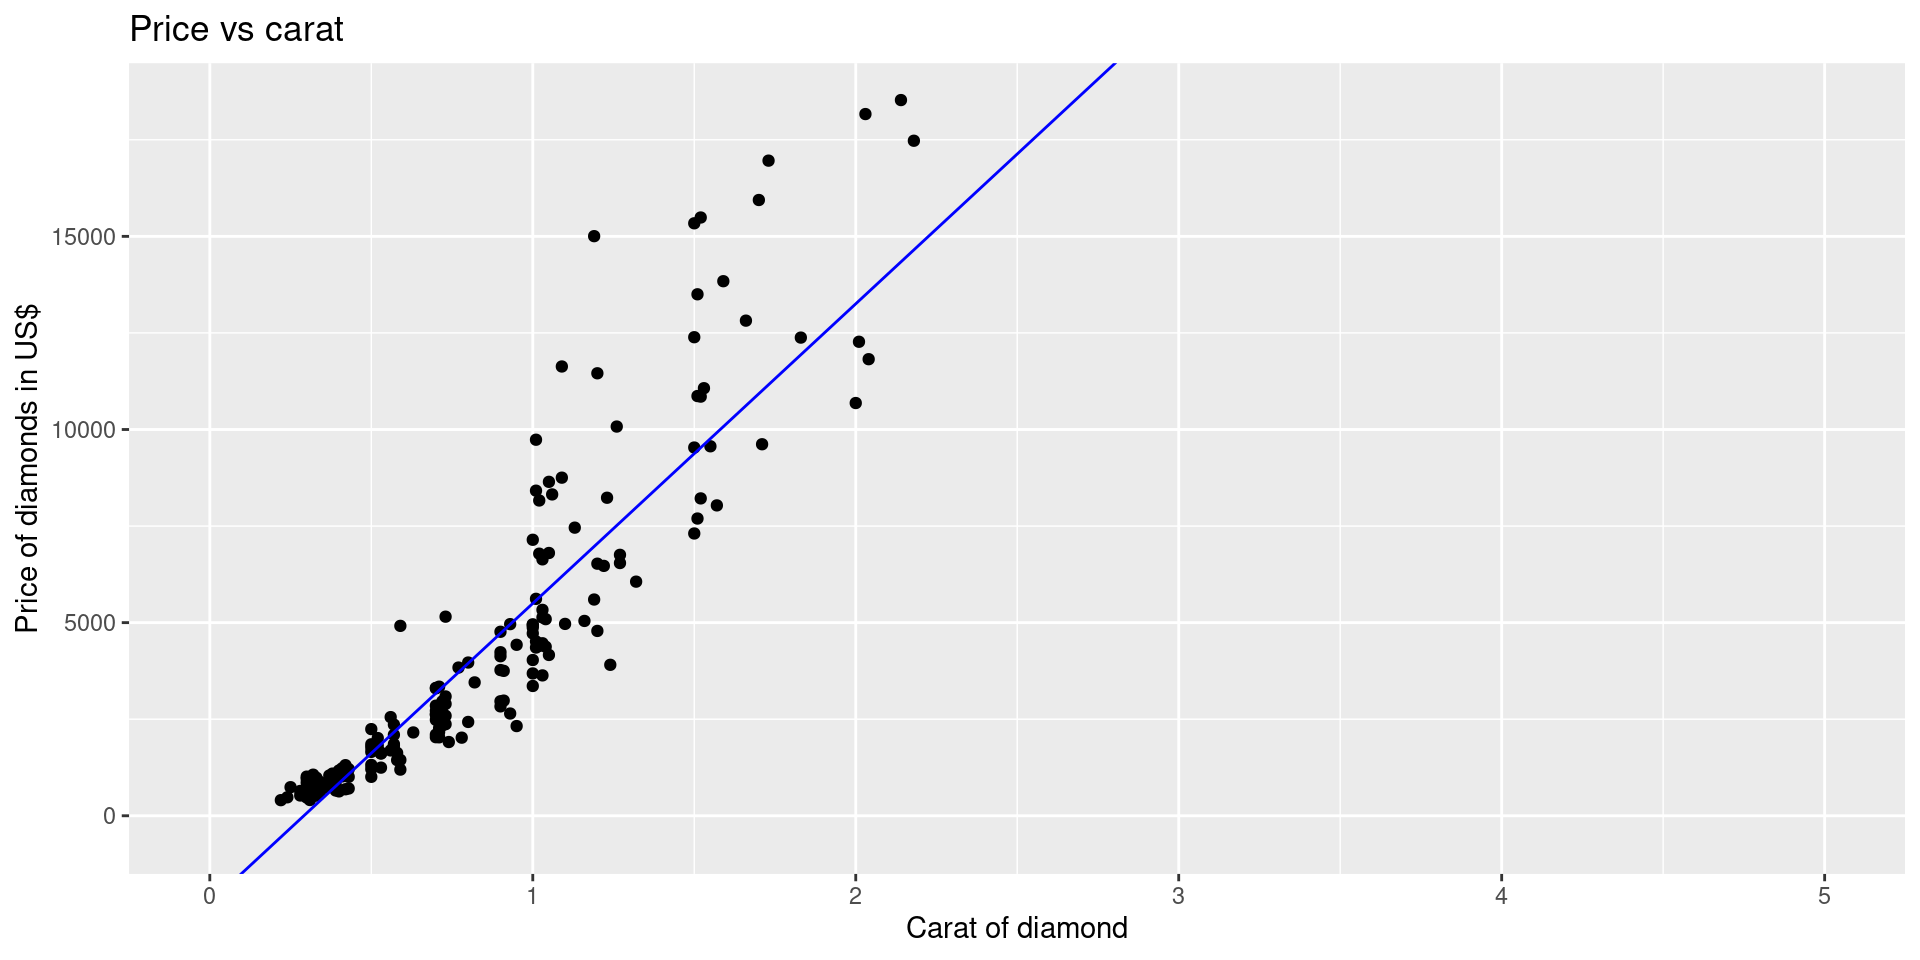 Price vs carat
Price of diamonds in US$
15000
10000
5000
0
0 1 2 3 4 5
Carat of diamond